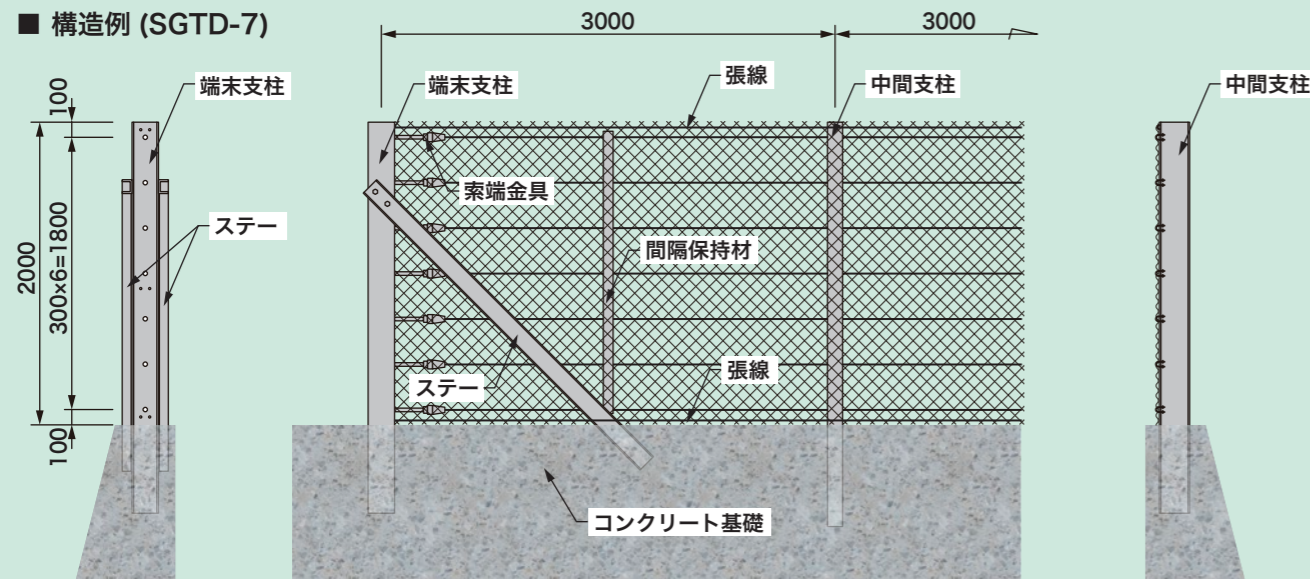 ■ 構造例 (SGTD-7)
3000
3000
100
端末支柱
端末支柱
張線
中間支柱
中間支柱
索端金具
ステー
2000
300×6=1800
間隔保持材
張線
ステー
100
コンクリート基礎